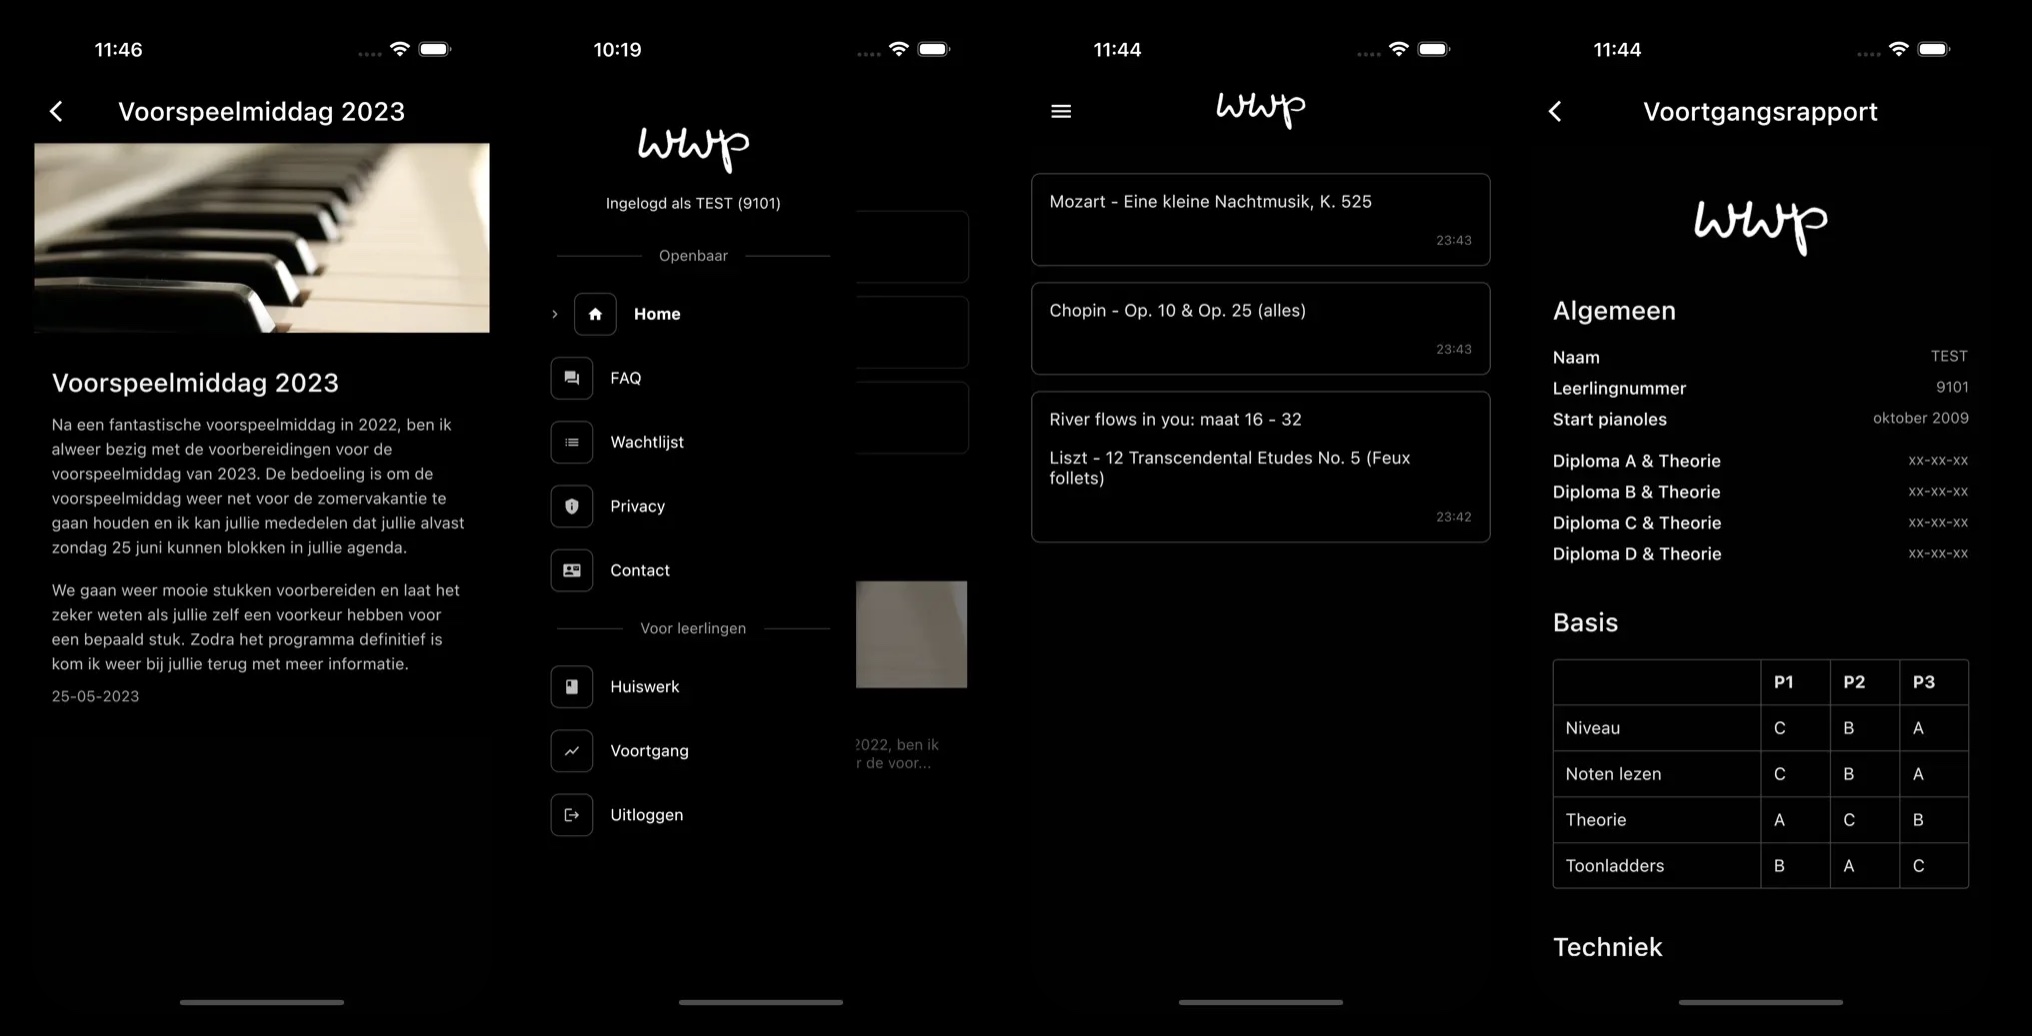 11:46
Voorspeelmiddag 2023
Voorspeelmiddag 2023
Na een fantastische voorspeelmiddag in 2022, ben ik
alweer bezig met de voorbereidingen voor de
voorspeelmiddag van 2023. De bedoeling is om de
voorspeelmiddag weer net voor de zomervakantie te
gaan houden en ik kan jullie mededelen dat jullie alvast
zondag 25 juni kunnen blokken in jullie agenda.
We gaan weer mooie stukken voorbereiden en laat het
zeker weten als jullie zelf een voorkeur hebben voor
een bepaald stuk. Zodra het programma definitief is
kom ik weer bij jullie terug met meer informatie.
25-05-2023
10:19
wwp
Ingelogd als TEST (9101)
Openbaar
Home
FAQ
Wachtlijst
Privacy
Contact
Voor leerlingen
Huiswerk
Voortgang
Uitloggen
2022, ben ik
r de voor...
11:44
wwp
Mozart - Eine kleine Nachtmusik, K. 525
23:43
Chopin - Op. 10 & Op. 25 (alles)
23:43
River flows in you: maat 16 - 32
Liszt - 12 Transcendental Etudes No. 5 (Feux
follets)
23:42
11:44
Voortgangsrapport
wwp
Algemeen
Naam TEST
Leerlingnummer 9101
Start pianoles oktober 2009
Diploma A & Theorie xx-xx-xx
Diploma B & Theorie xx-xx-xx
Diploma C & Theorie xx-xx-xx
Diploma D & Theorie xx-xx-xx
Basis
P1 P2 P3
Niveau C B A
Noten lezen C B A
Theorie A C B
Toonladders B A C
Techniek